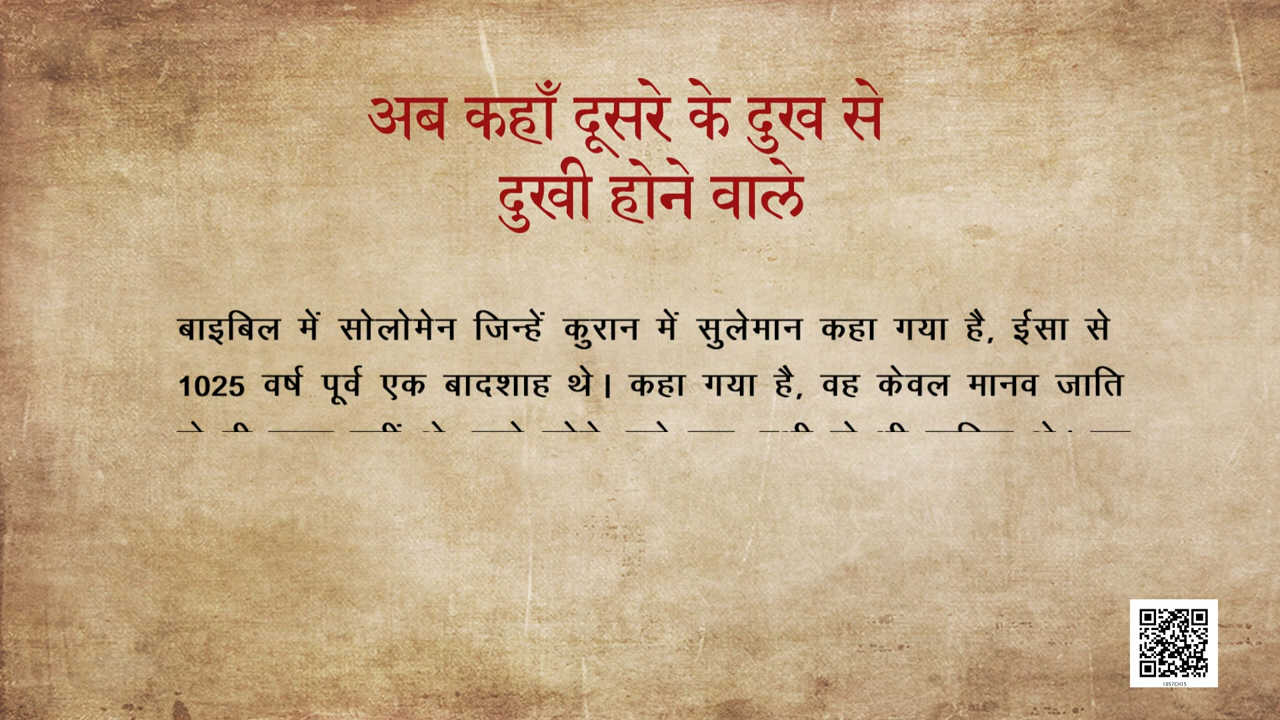 अब कहाँ दूसरे के दुख से
दुखी होने वाले
बाइबिल में सोलोमेन जिन्हें कुरान में सुलेमान कहा गया है, ईसा से
1025 वर्ष पूर्व एक बादशाह थे। कहा गया है, वह केवल मानव जाति